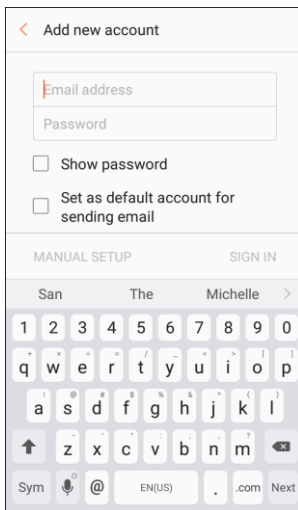 Add new account
Email address
Password
Show password
Set as default account for
sending email
MANUAL SETUP SIGN IN
San The Michelle
1 2 3 4 5 6 7 8 9 0
+ × ÷ = / _ < > [ ]
q w e r t y u i o p
! @ # $ % & * ( )
a s d f g h j k l
- ' " : ; , ?
z x c v b n m
Sym @ EN(US) . .com Next